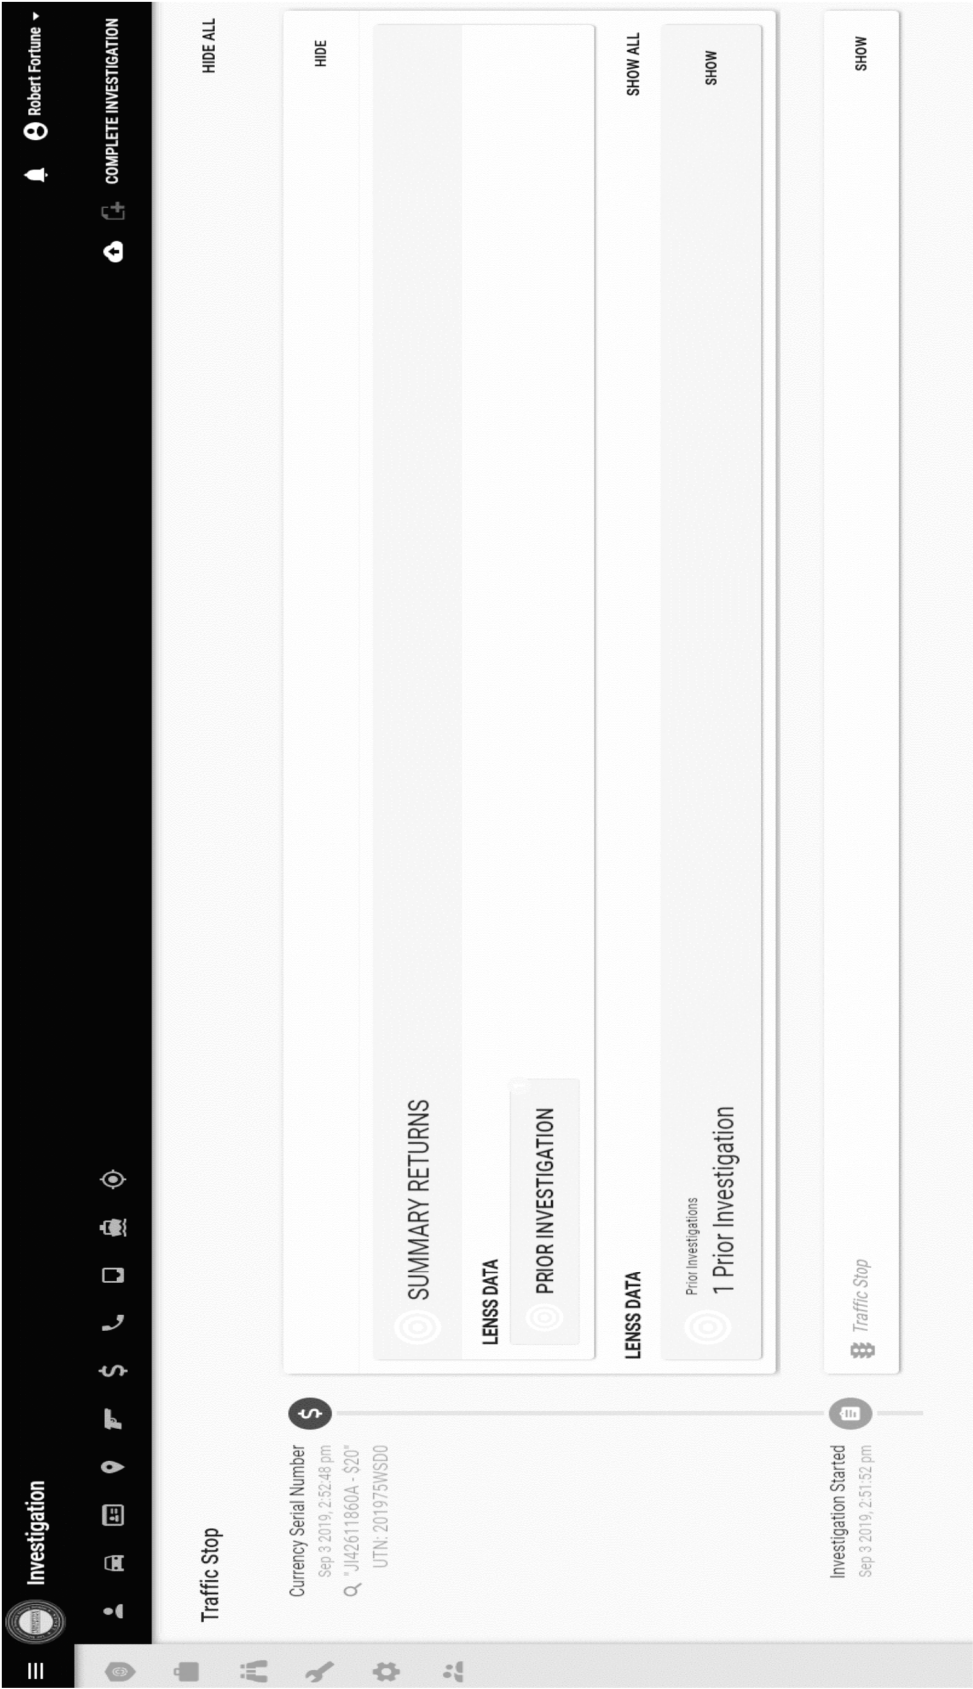 Investigation
Robert Fortune
COMPLETE INVESTIGATION
Traffic Stop
HIDE ALL
Currency Serial Number
Sep 3 2019, 2:52:48 pm
"JI42611860A - $20"
UTN: 201975WSD0
HIDE
SUMMARY RETURNS
LENSS DATA
PRIOR INVESTIGATION
LENSS DATA
SHOW ALL
Prior Investigations
1 Prior Investigation
SHOW
Investigation Started
Sep 3 2019, 2:51:52 pm
Traffic Stop
SHOW